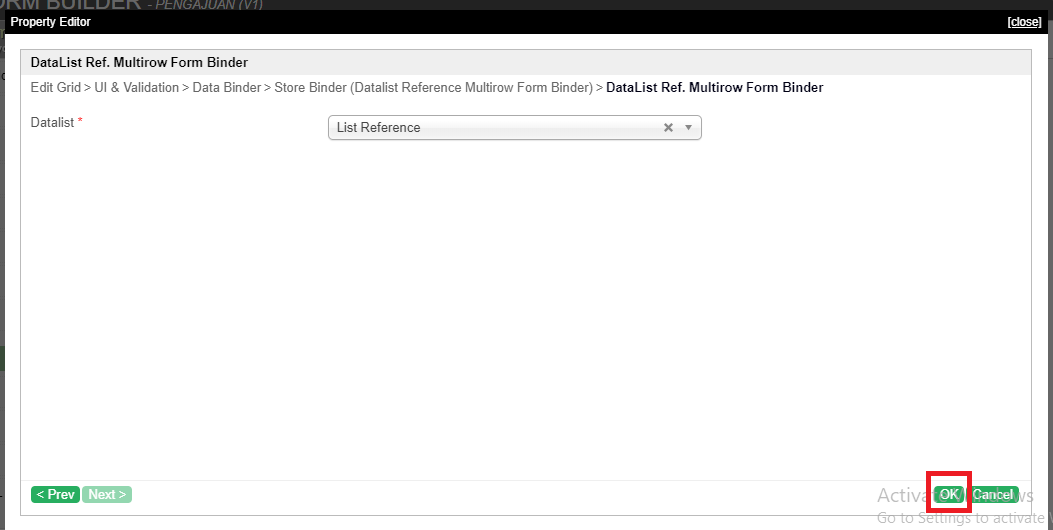 ORM BUILDER - PENGAJUAN (V1)
Property Editor
[close]
DataList Ref. Multirow Form Binder
Edit Grid > UI & Validation > Data Binder > Store Binder (Datalist Reference Multirow Form Binder) > DataList Ref. Multirow Form Binder
Datalist *
List Reference
< Prev
Next >
OK
Cancel
Activate Windows
Go to Settings to activate W